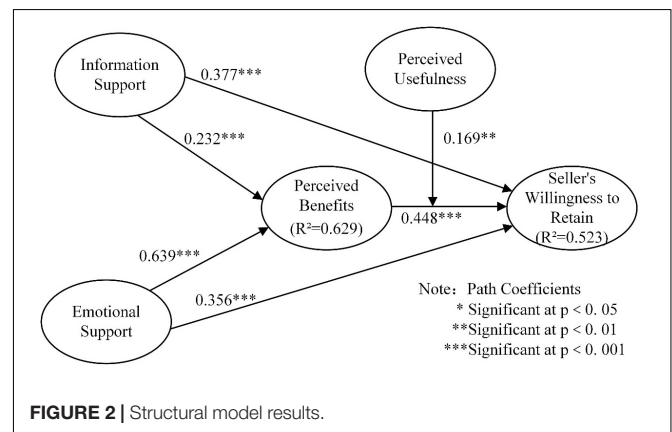 Information
Support
0.377***
Perceived
Usefulness
0.232***
0.169**
Perceived
Benefits
(R²=0.629)
0.448***
Seller's
Willingness to
Retain
(R²=0.523)
0.639***
0.356***
Emotional
Support
Note: Path Coefficients
* Significant at p < 0. 05
**Significant at p < 0. 01
***Significant at p < 0. 001
FIGURE 2 | Structural model results.